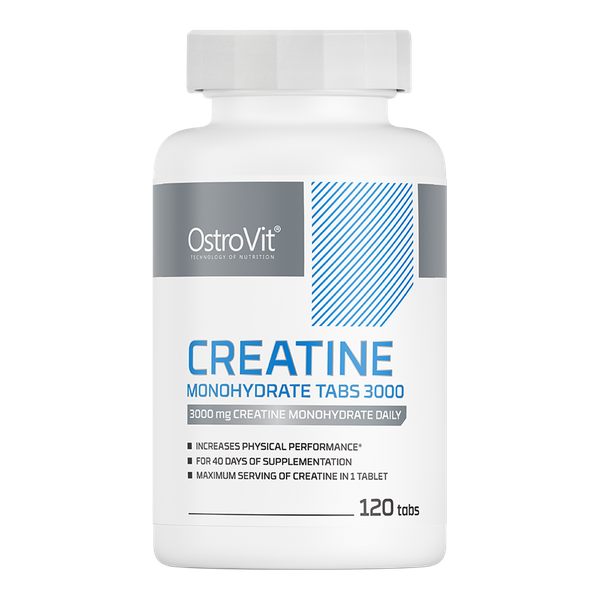 OstroVit®
TECHNOLOGY OF NUTRITION
CREATINE
MONOHYDRATE TABS 3000
3000 mg CREATINE MONOHYDRATE DAILY
INCREASES PHYSICAL PERFORMANCE*
FOR 40 DAYS OF SUPPLEMENTATION
MAXIMUM SERVING OF CREATINE IN 1 TABLET
120 tabs